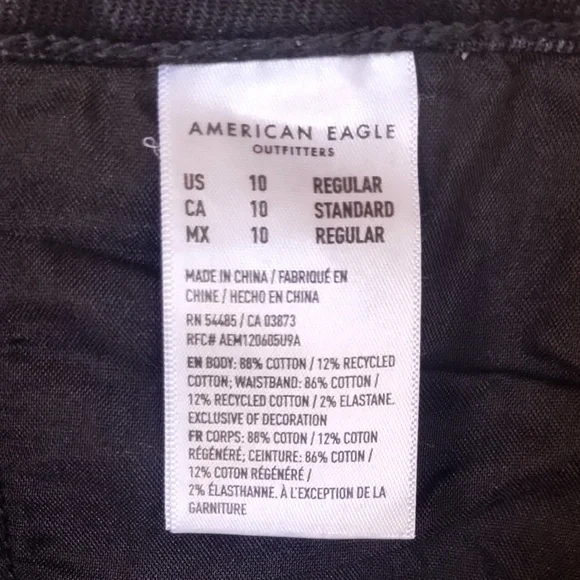 AMERICAN EAGLE
OUTFITTERS
US 10 REGULAR
CA 10 STANDARD
MX 10 REGULAR
MADE IN CHINA / FABRIQUÉ EN
CHINE / HECHO EN CHINA
RN 54485 / CA 03873
RFC# AEM120605U9A
EN BODY: 88% COTTON / 12% RECYCLED
COTTON; WAISTBAND: 86% COTTON /
12% RECYCLED COTTON / 2% ELASTANE.
EXCLUSIVE OF DECORATION
FR CORPS: 88% COTON / 12% COTON
RÉGÉNÉRÉ; CEINTURE: 86% COTON /
12% COTON RÉGÉNÉRÉ /
2% ÉLASTHANNE. À L'EXCEPTION DE LA
GARNITURE